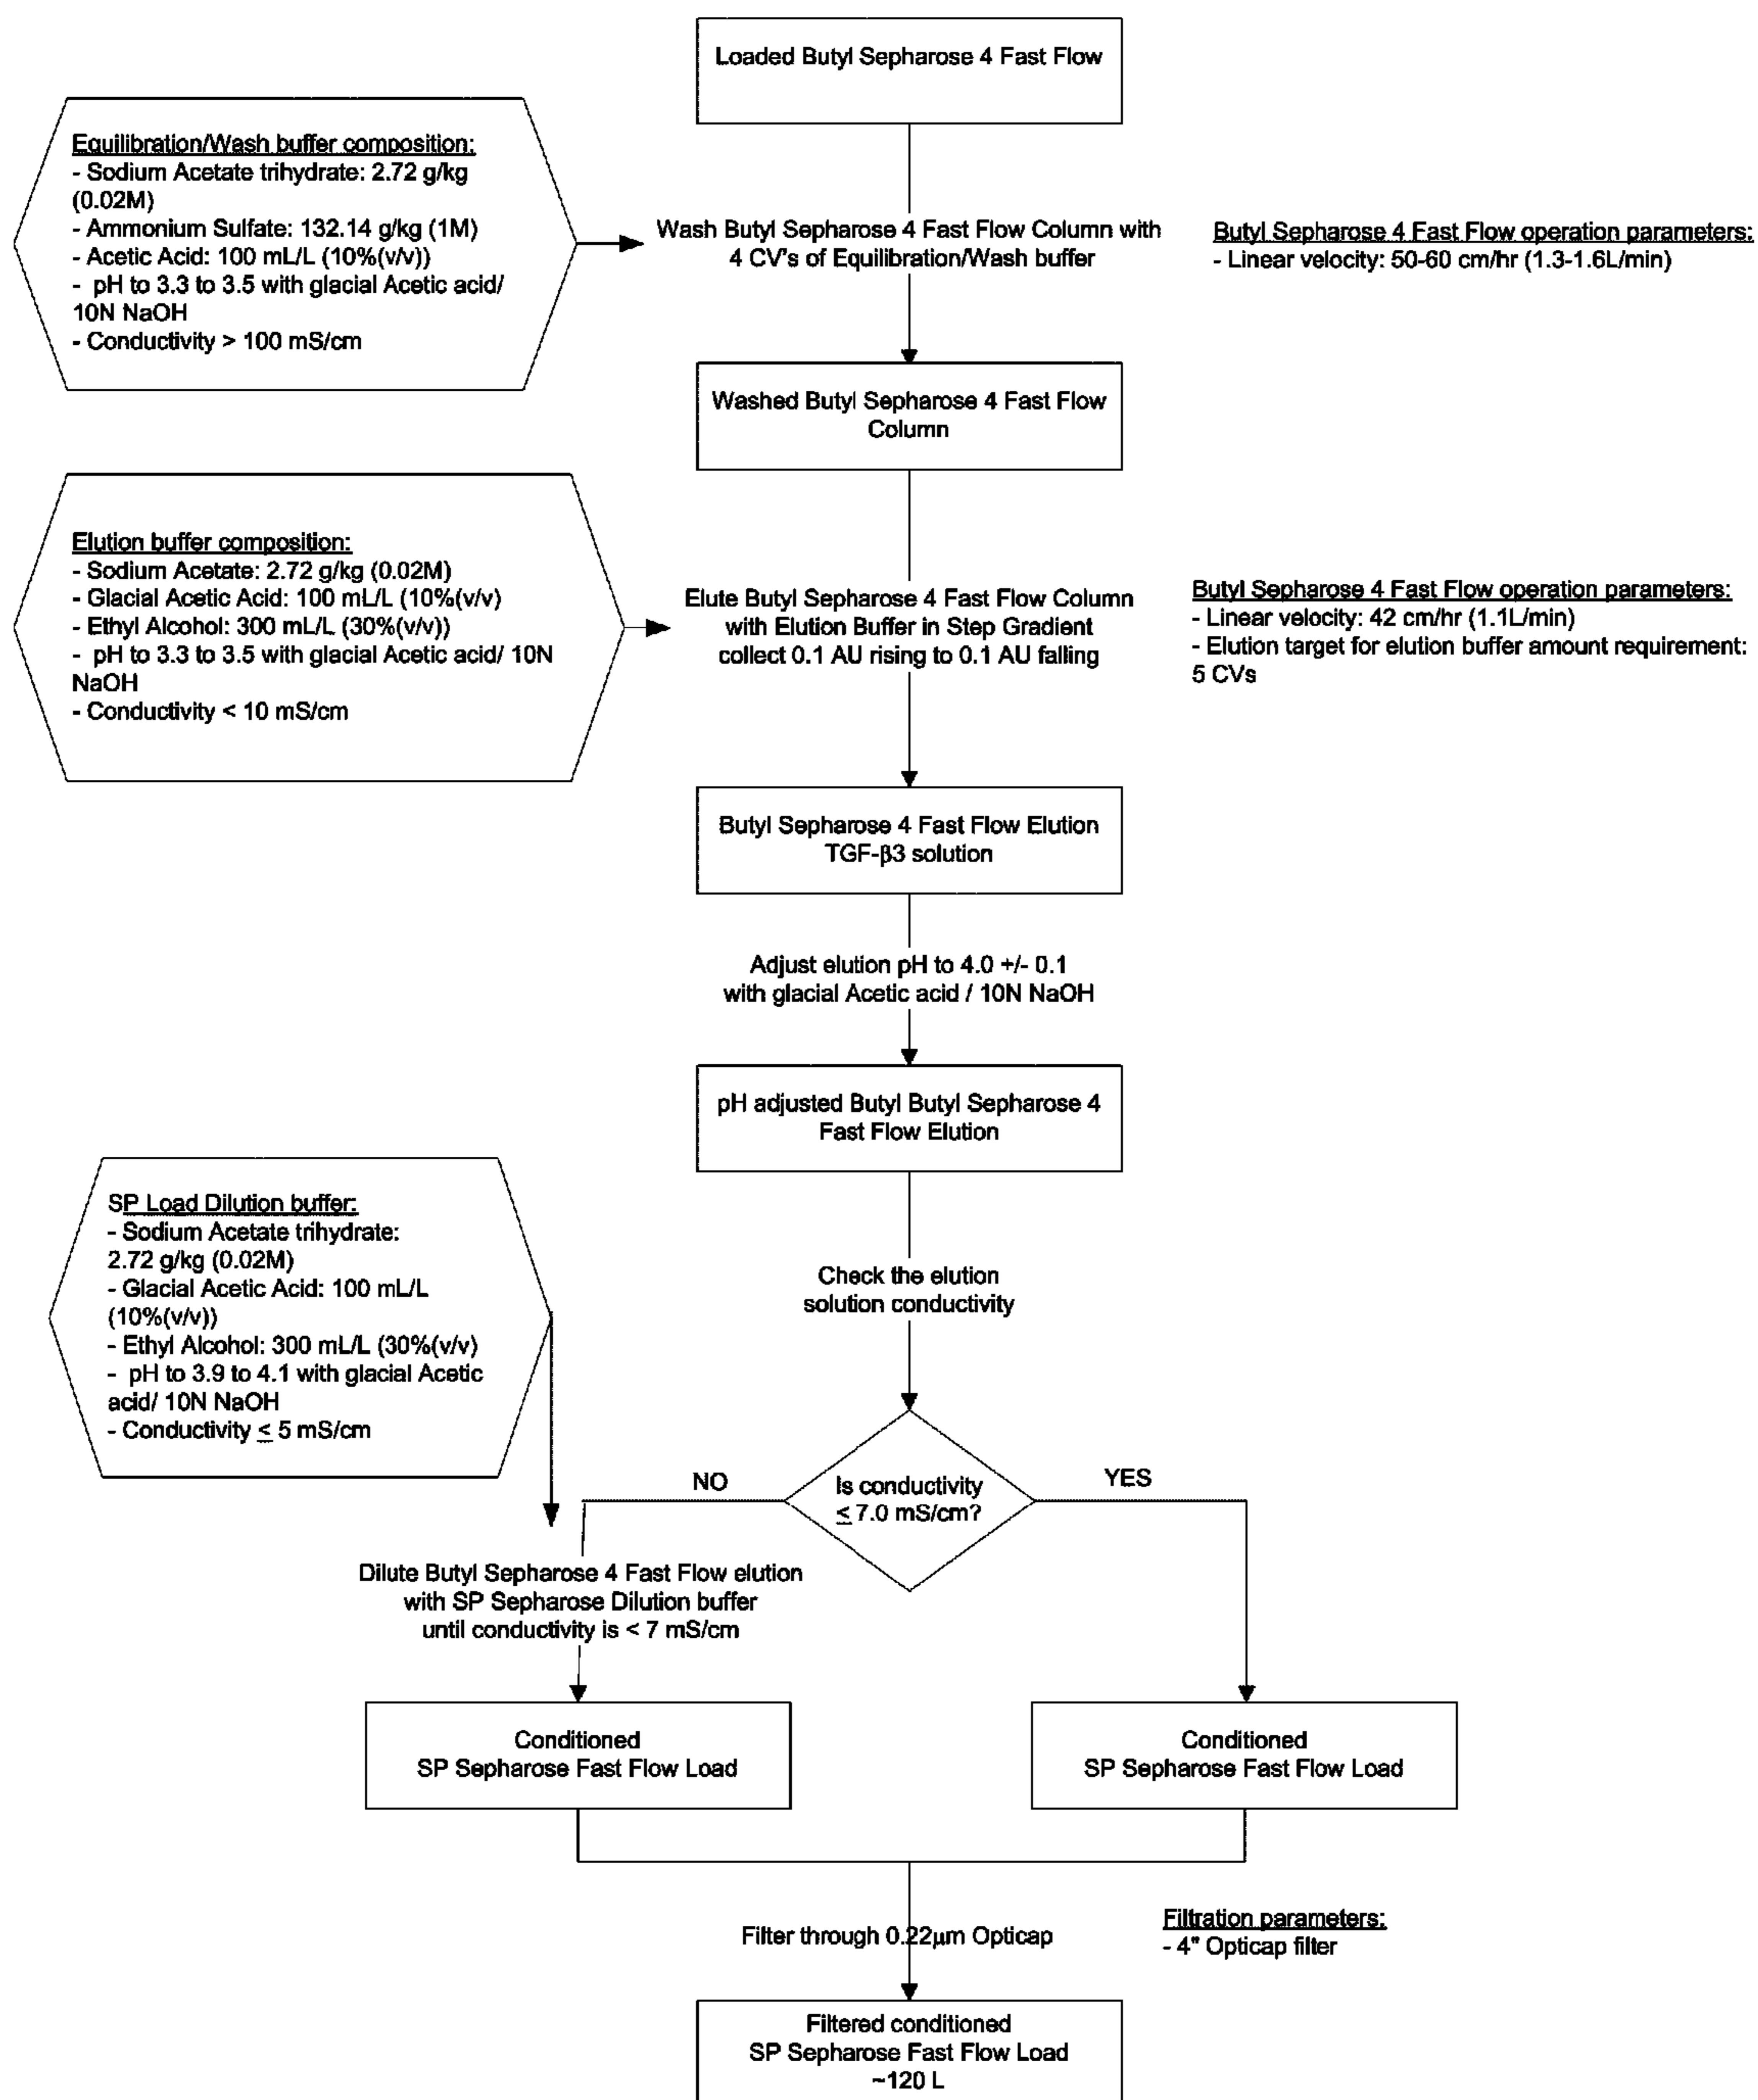 Loaded Butyl Sepharose 4 Fast Flow
Equilibration/Wash buffer composition:
- Sodium Acetate trihydrate: 2.72 g/kg
(0.02M)
- Ammonium Sulfate: 132.14 g/kg (1M)
- Acetic Acid: 100 mL/L (10%(v/v))
- pH to 3.3 to 3.5 with glacial Acetic acid/
10N NaOH
- Conductivity > 100 mS/cm
Wash Butyl Sepharose 4 Fast Flow Column with
4 CV's of Equilibration/Wash buffer
Butyl Sepharose 4 Fast Flow operation parameters:
- Linear velocity: 50-60 cm/hr (1.3-1.6L/min)
Washed Butyl Sepharose 4 Fast Flow
Column
Elution buffer composition:
- Sodium Acetate: 2.72 g/kg (0.02M)
- Glacial Acetic Acid: 100 mL/L (10%(v/v)
- Ethyl Alcohol: 300 mL/L (30%(v/v))
- pH to 3.3 to 3.5 with glacial Acetic acid/ 10N
NaOH
- Conductivity < 10 mS/cm
Elute Butyl Sepharose 4 Fast Flow Column
with Elution Buffer in Step Gradient
collect 0.1 AU rising to 0.1 AU falling
Butyl Sepharose 4 Fast Flow operation parameters:
- Linear velocity: 42 cm/hr (1.1L/min)
- Elution target for elution buffer amount requirement:
5 CVs
Butyl Sepharose 4 Fast Flow Elution
TGF-β3 solution
Adjust elution pH to 4.0 +/- 0.1
with glacial Acetic acid / 10N NaOH
pH adjusted Butyl Butyl Sepharose 4
Fast Flow Elution
SP Load Dilution buffer:
- Sodium Acetate trihydrate:
2.72 g/kg (0.02M)
- Glacial Acetic Acid: 100 mL/L
(10%(v/v))
- Ethyl Alcohol: 300 mL/L (30%(v/v)
- pH to 3.9 to 4.1 with glacial Acetic
acid/ 10N NaOH
- Conductivity ≤ 5 mS/cm
Check the elution
solution conductivity
NO
Is conductivity
≤ 7.0 mS/cm?
YES
Dilute Butyl Sepharose 4 Fast Flow elution
with SP Sepharose Dilution buffer
until conductivity is < 7 mS/cm
Conditioned
SP Sepharose Fast Flow Load
Conditioned
SP Sepharose Fast Flow Load
Filter through 0.22μm Opticap
Filtration parameters:
- 4" Opticap filter
Filtered conditioned
SP Sepharose Fast Flow Load
~120 L